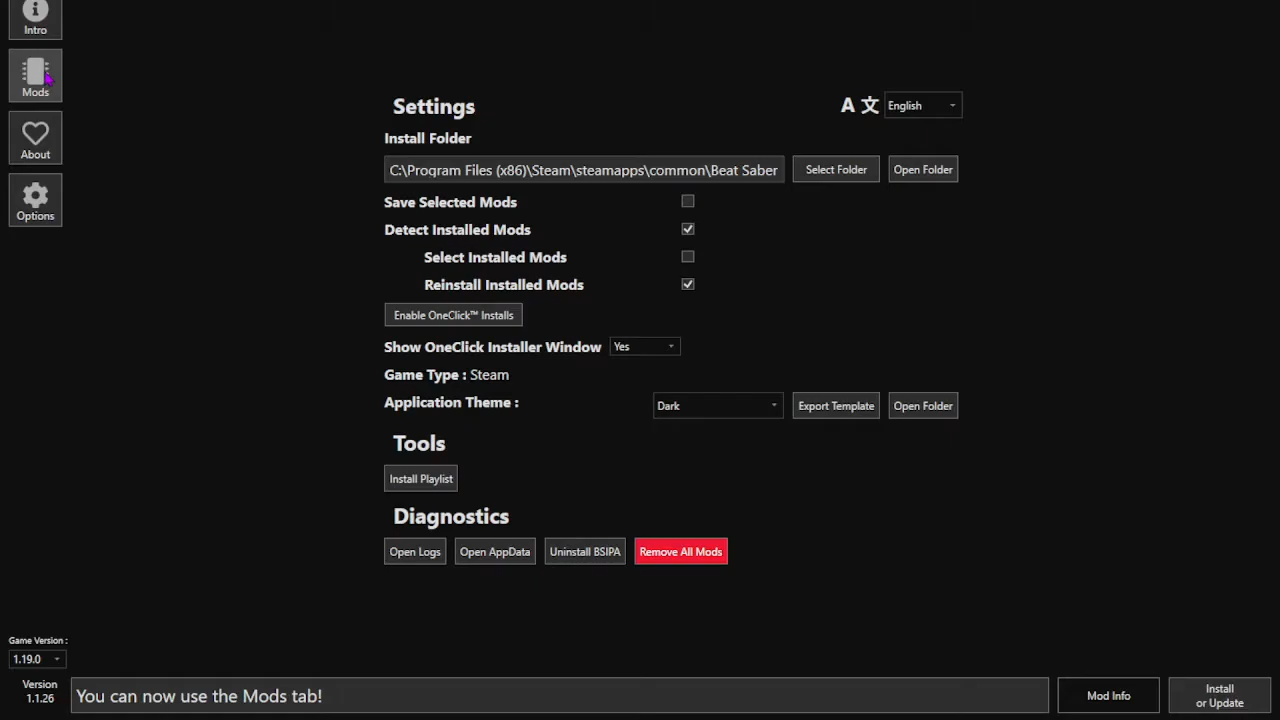 Intro
Mods
About
Options
Settings
A 文 English
Install Folder
C:\Program Files (x86)\Steam\steamapps\common\Beat Saber Select Folder Open Folder
Save Selected Mods
Detect Installed Mods
Select Installed Mods
Reinstall Installed Mods
Enable OneClick™ Installs
Show OneClick Installer Window Yes
Game Type : Steam
Application Theme : Dark Export Template Open Folder
Tools
Install Playlist
Diagnostics
Open Logs Open AppData Uninstall BSIPA Remove All Mods
Game Version :
1.19.0
Version
1.1.26
You can now use the Mods tab!
Mod Info
Install
or Update